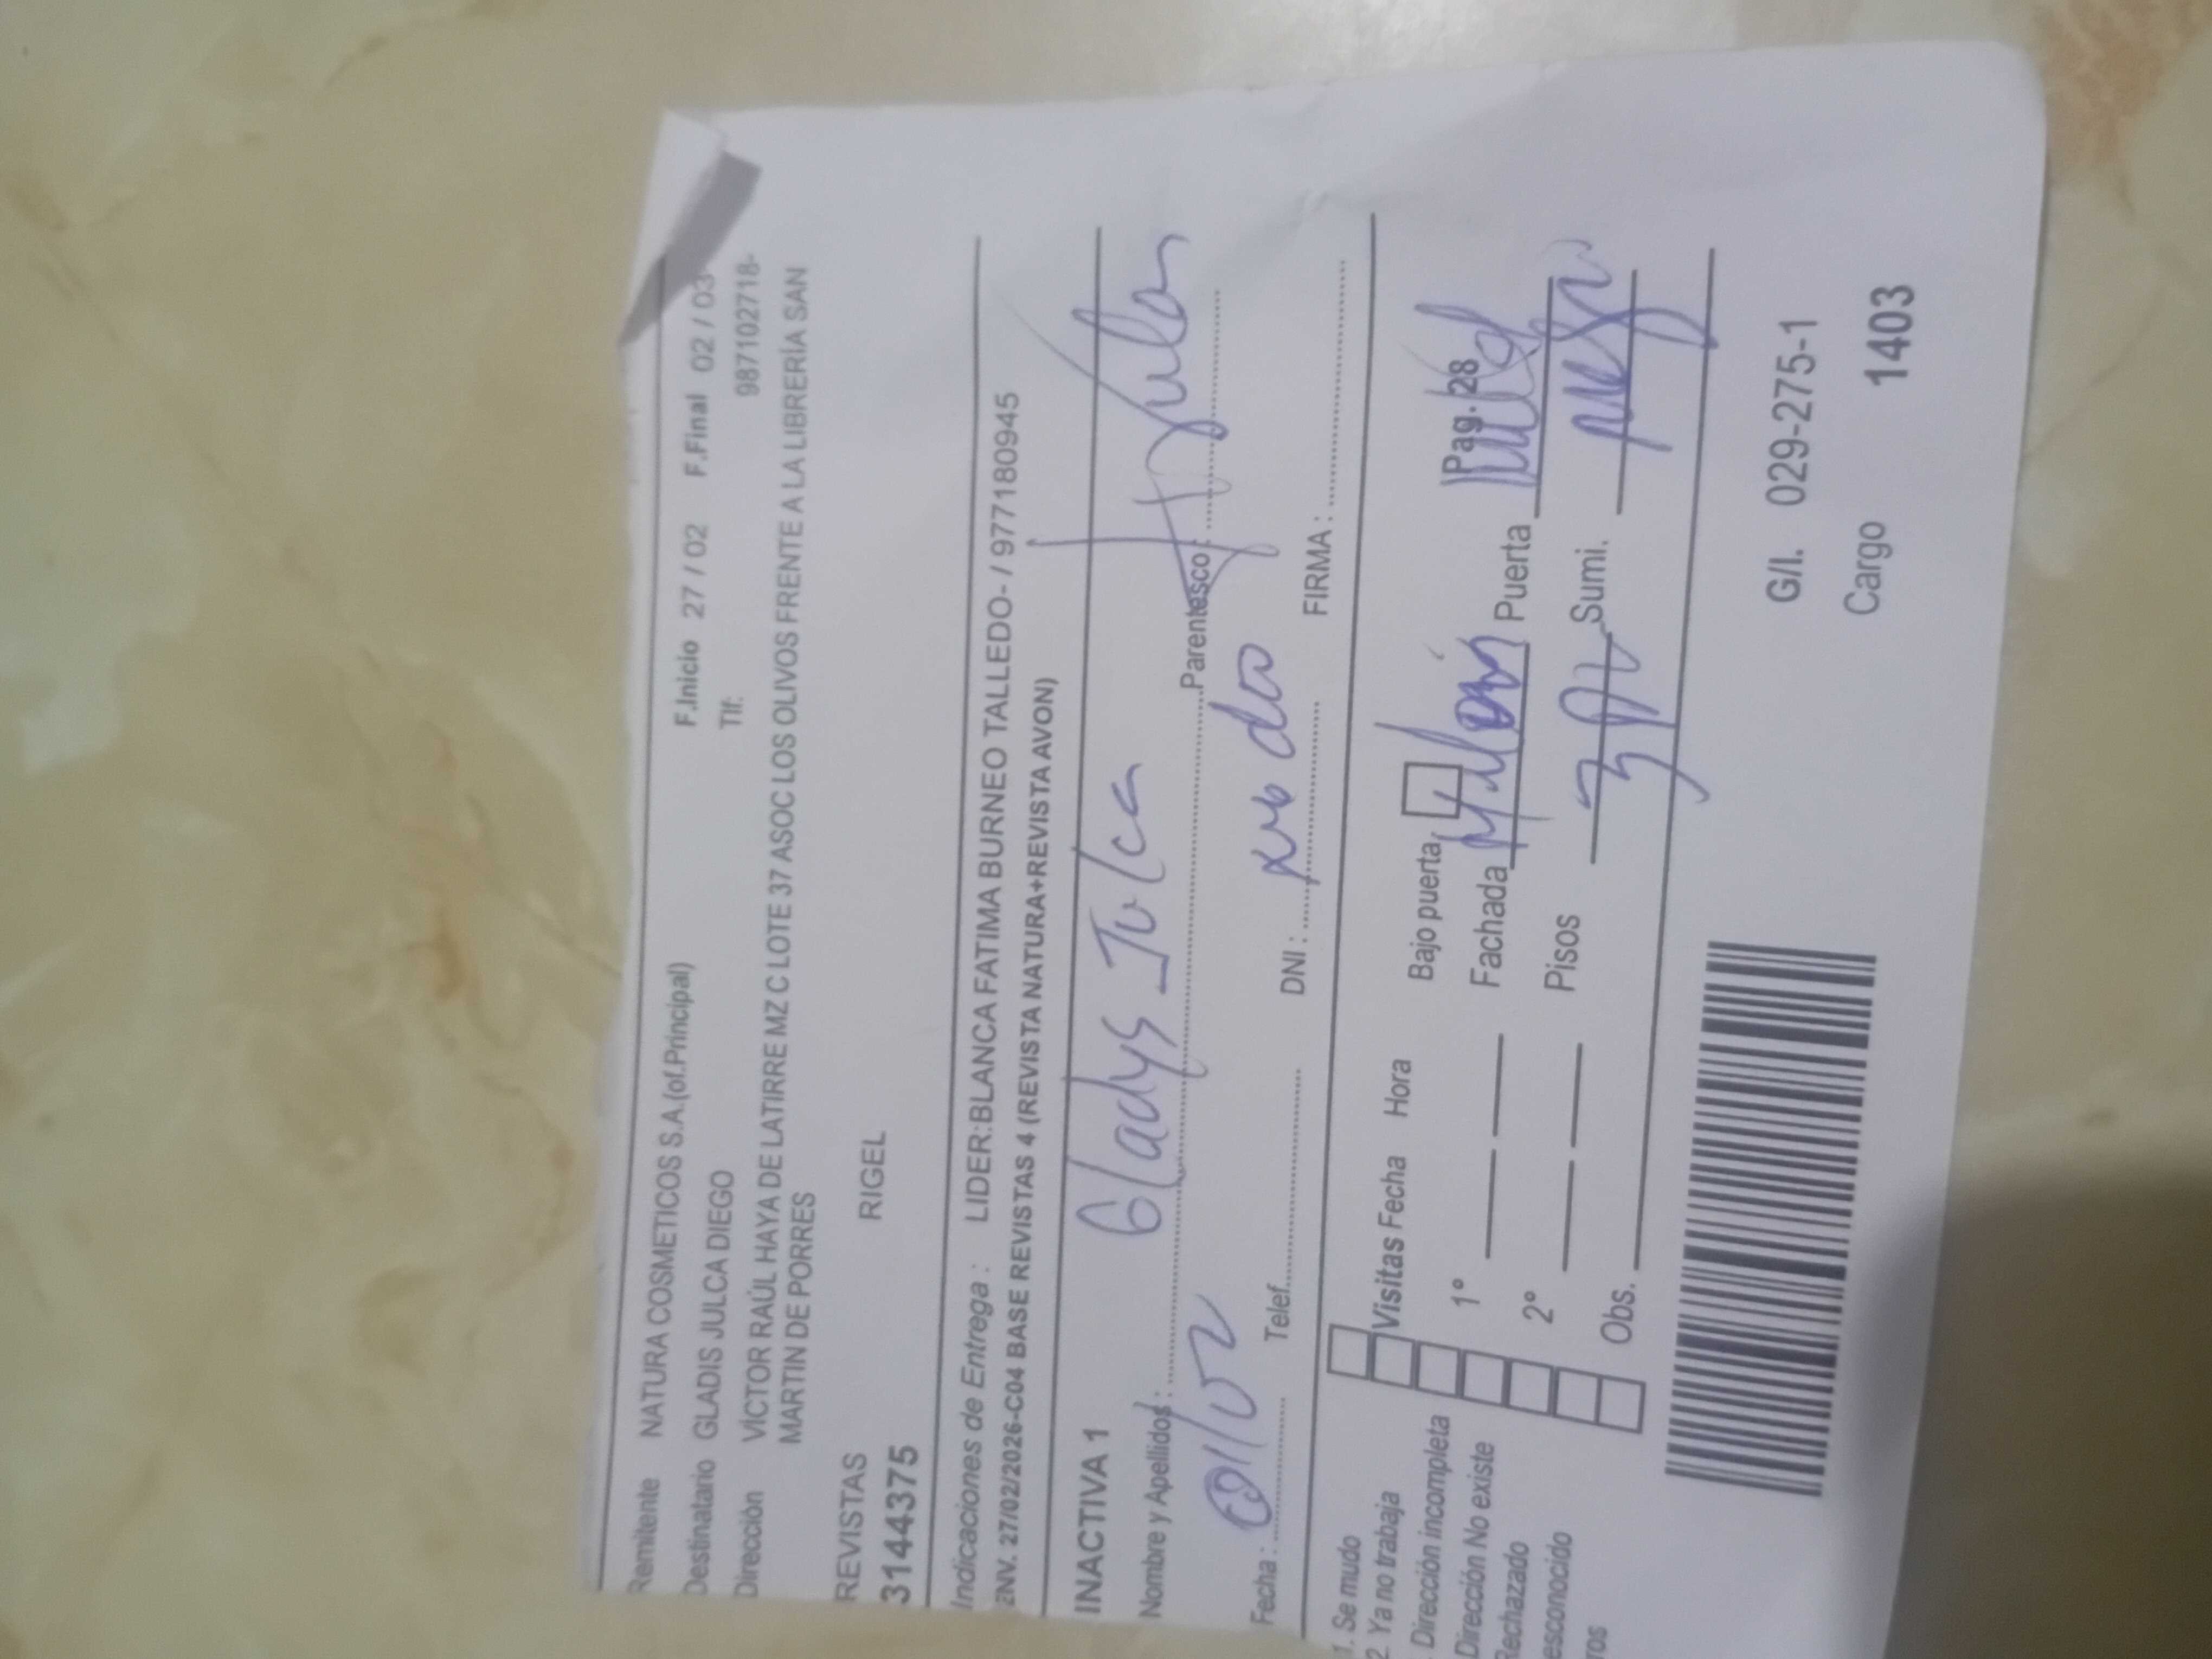 Remitente NATURA COSMETICOS S.A.(of.Principal) F.Inicio 27 / 02 F.Final 02 / 03
Destinatario GLADIS JULCA DIEGO Tlf: 987102718-
Dirección VÍCTOR RAÚL HAYA DE LATIRRE MZ C LOTE 37 ASOC LOS OLIVOS FRENTE A LA LIBRERÍA SAN
MARTIN DE PORRES
REVISTAS RIGEL
3144375
Indicaciones de Entrega : LIDER:BLANCA FATIMA BURNEO TALLEDO- / 977180945
ENV. 27/02/2026-C04 BASE REVISTAS 4 (REVISTA NATURA+REVISTA AVON)
INACTIVA 1
Nombre y Apellidos : Gladys Julca Parentesco :
Fecha : 01/02 Telef. DNI : FIRMA :
1. Se mudo
2. Ya no trabaja Visitas Fecha Hora Bajo puerta Pag. 28
Dirección incompleta 1° Fachada Puerta
Dirección No existe
Rechazado 2° Pisos Sumi.
esconocido
ros Obs.
G/I. 029-275-1
Cargo 1403